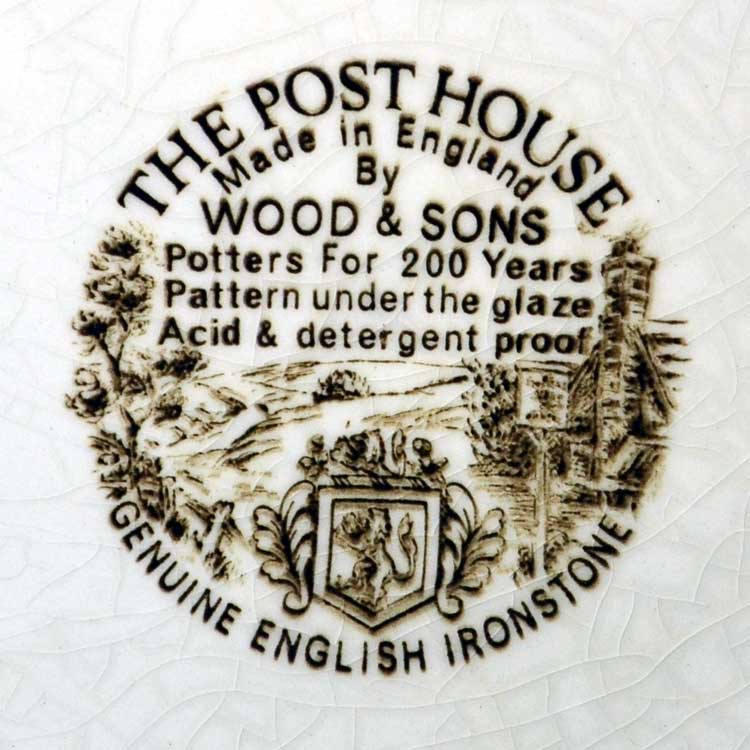 THE POST HOUSE
Made in England
By
WOOD & SONS
Potters For 200 Years
Pattern under the glaze
Acid & detergent proof
GENUINE ENGLISH IRONSTONE